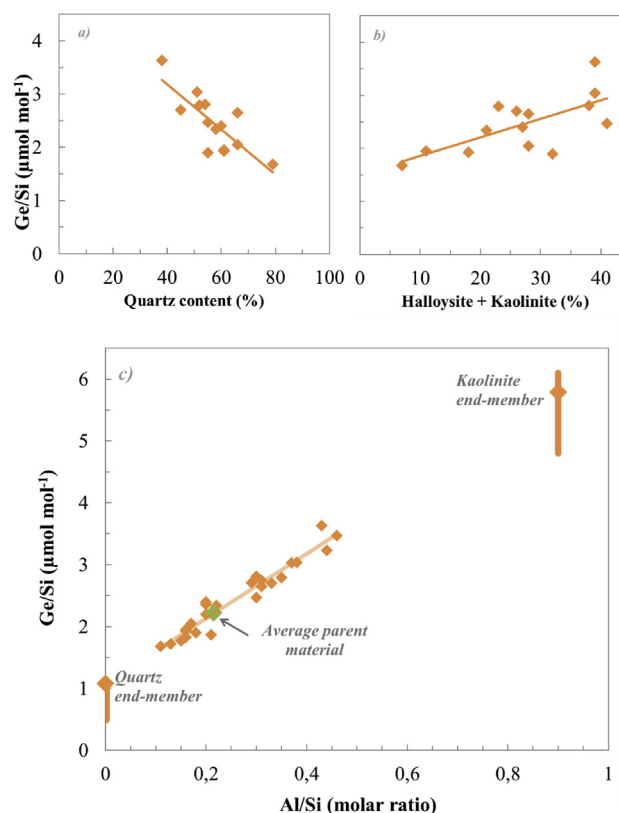 a)
4
3
2
1
0
Ge/Si (µmol mol⁻¹)
0 20 40 60 80 100
Quartz content (%)
b)
0 10 20 30 40
Halloysite + Kaolinite (%)
c)
6
5
4
3
2
1
0
Ge/Si (µmol mol⁻¹)
Kaolinite
end-member
Average parent
material
Quartz
end-member
0 0,2 0,4 0,6 0,8 1
Al/Si (molar ratio)